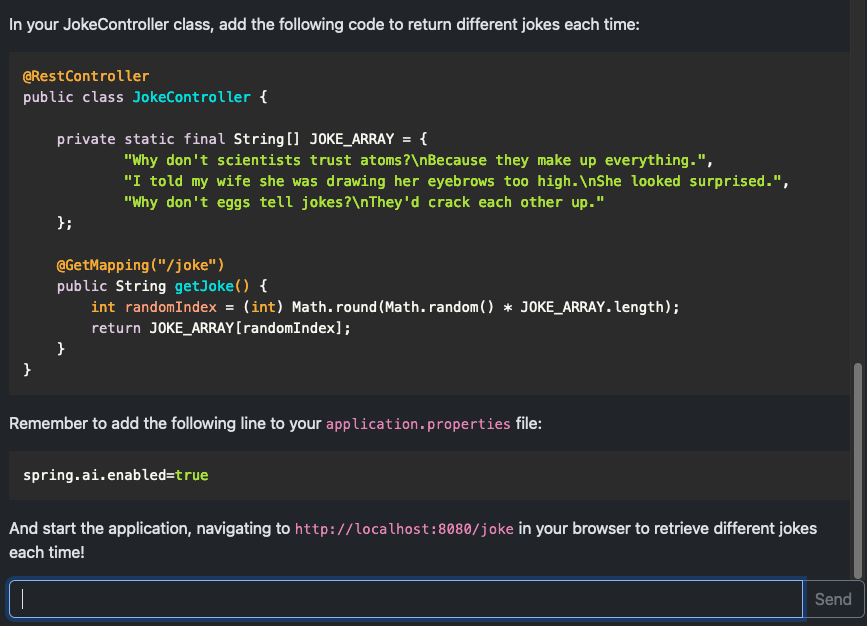 In your JokeController class, add the following code to return different jokes each time:
@RestController
public class JokeController {
private static final String[] JOKE_ARRAY = {
"Why don't scientists trust atoms?\nBecause they make up everything.",
"I told my wife she was drawing her eyebrows too high.\nShe looked surprised.",
"Why don't eggs tell jokes?\nThey'd crack each other up."
};
@GetMapping("/joke")
public String getJoke() {
int randomIndex = (int) Math.round(Math.random() * JOKE_ARRAY.length);
return JOKE_ARRAY[randomIndex];
}
}
Remember to add the following line to your application.properties file:
spring.ai.enabled=true
And start the application, navigating to http://localhost:8080/joke in your browser to retrieve different jokes
each time!
Send